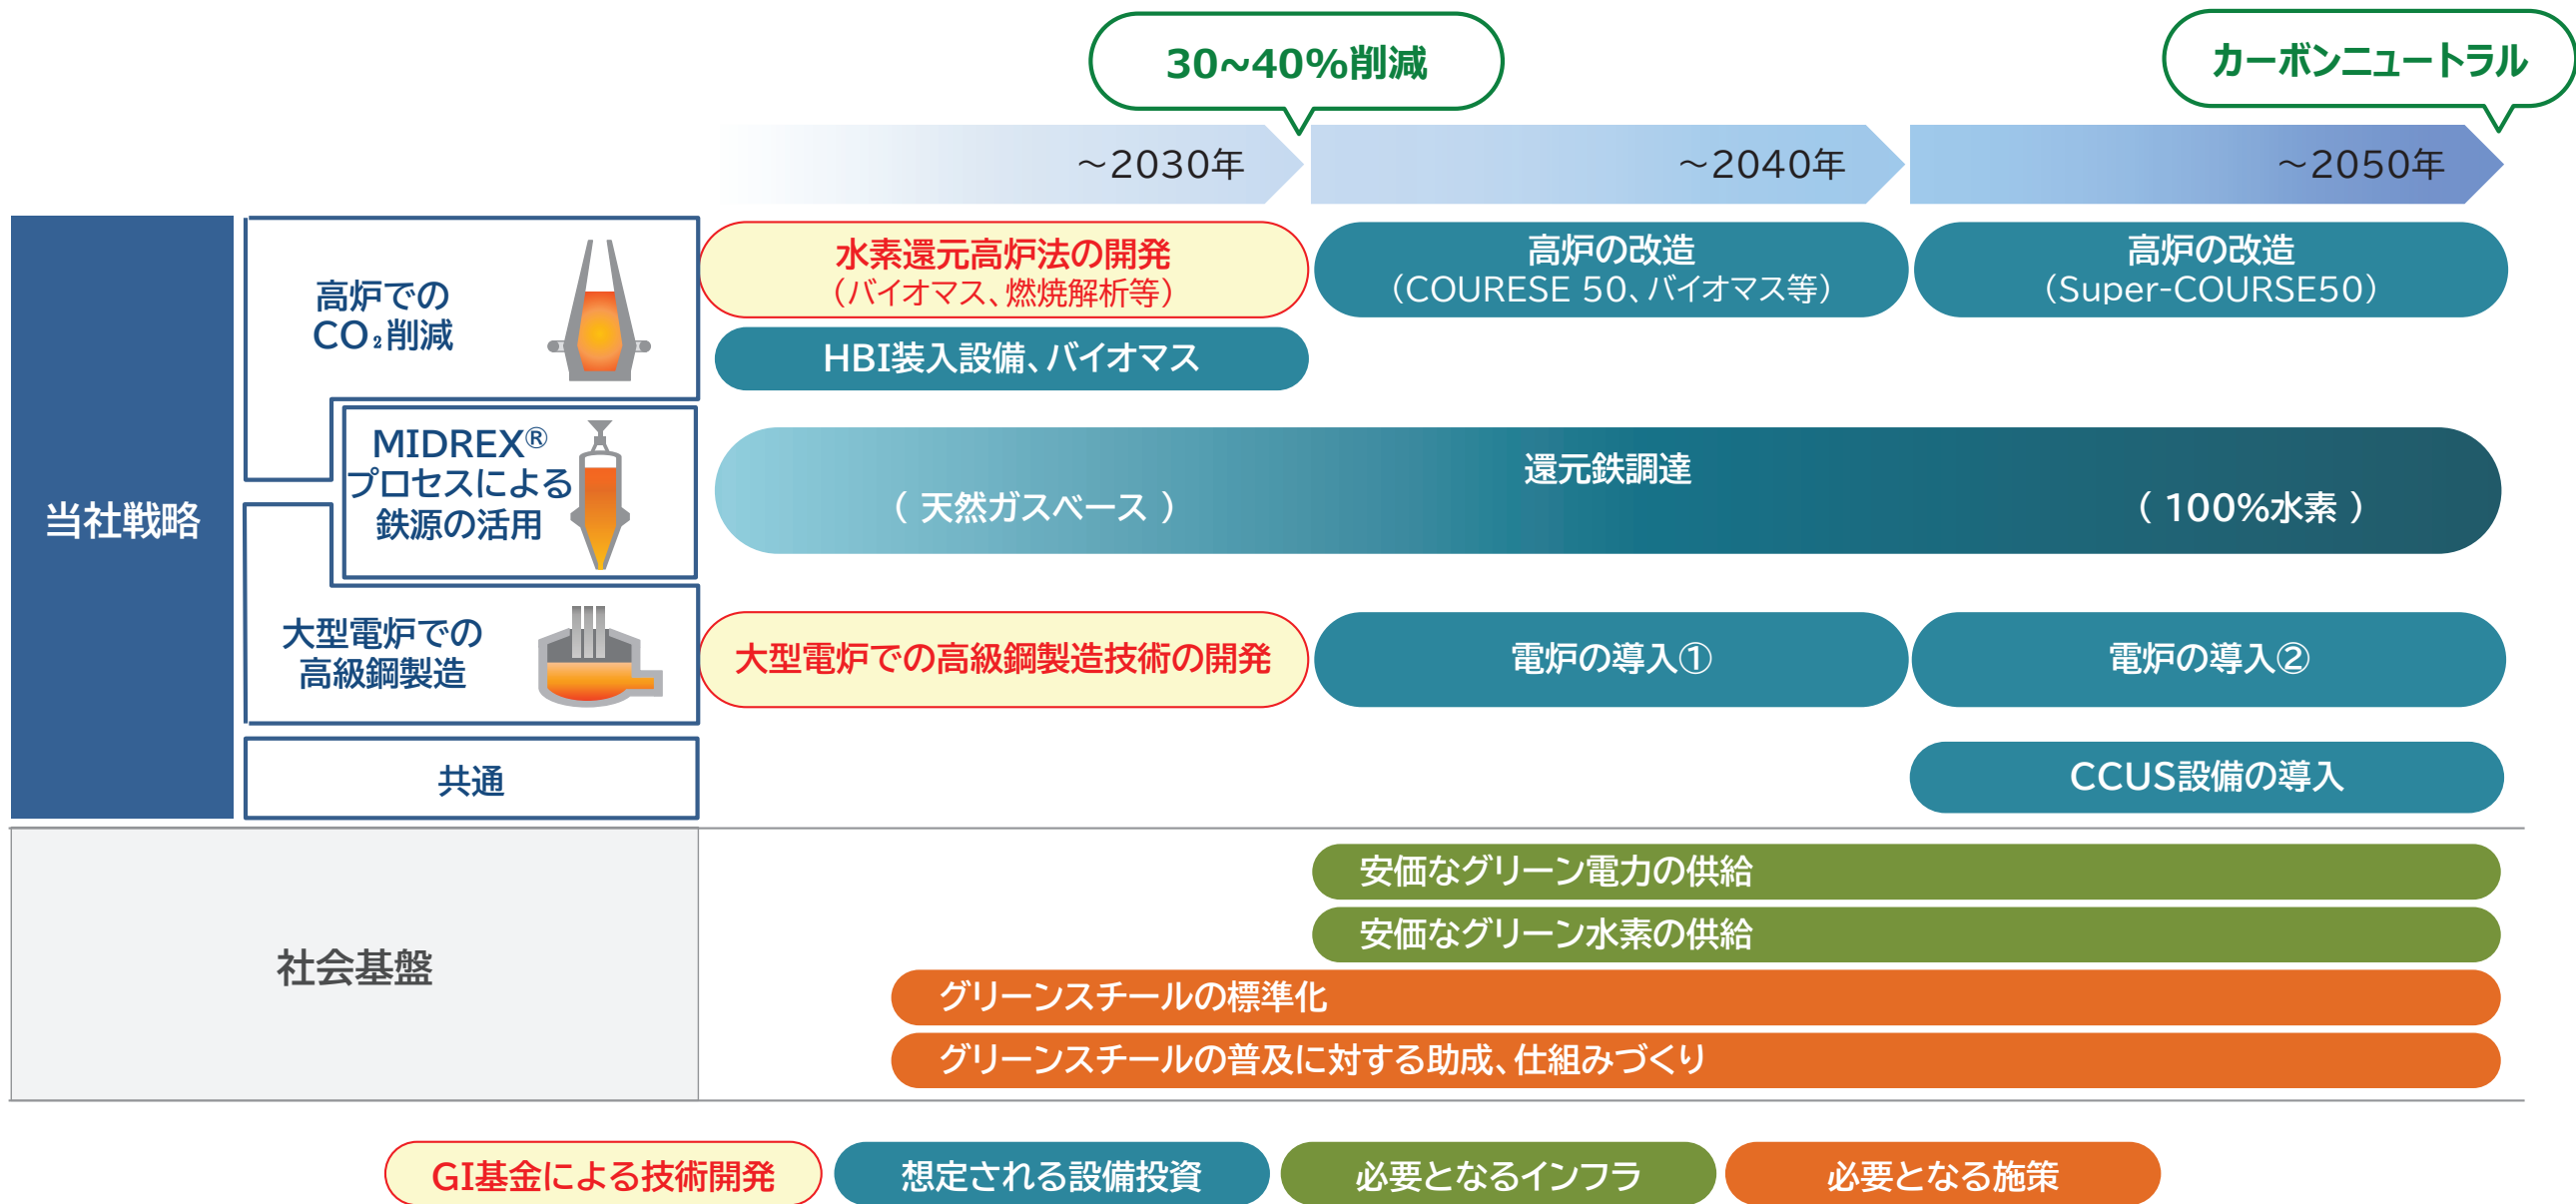 30~40%削減
カーボンニュートラル
～2030年
～2040年
～2050年
当社戦略
高炉での
CO₂削減
水素還元高炉法の開発
（バイオマス、燃焼解析等）
高炉の改造
（COURESE 50、バイオマス等）
高炉の改造
（Super-COURSE50）
HBI装入設備、バイオマス
MIDREX®
プロセスによる
鉄源の活用
還元鉄調達
（ 天然ガスベース ）
（ 100%水素 ）
大型電炉での
高級鋼製造
大型電炉での高級鋼製造技術の開発
電炉の導入①
電炉の導入②
共通
CCUS設備の導入
社会基盤
安価なグリーン電力の供給
安価なグリーン水素の供給
グリーンスチールの標準化
グリーンスチールの普及に対する助成、仕組みづくり
GI基金による技術開発
想定される設備投資
必要となるインフラ
必要となる施策